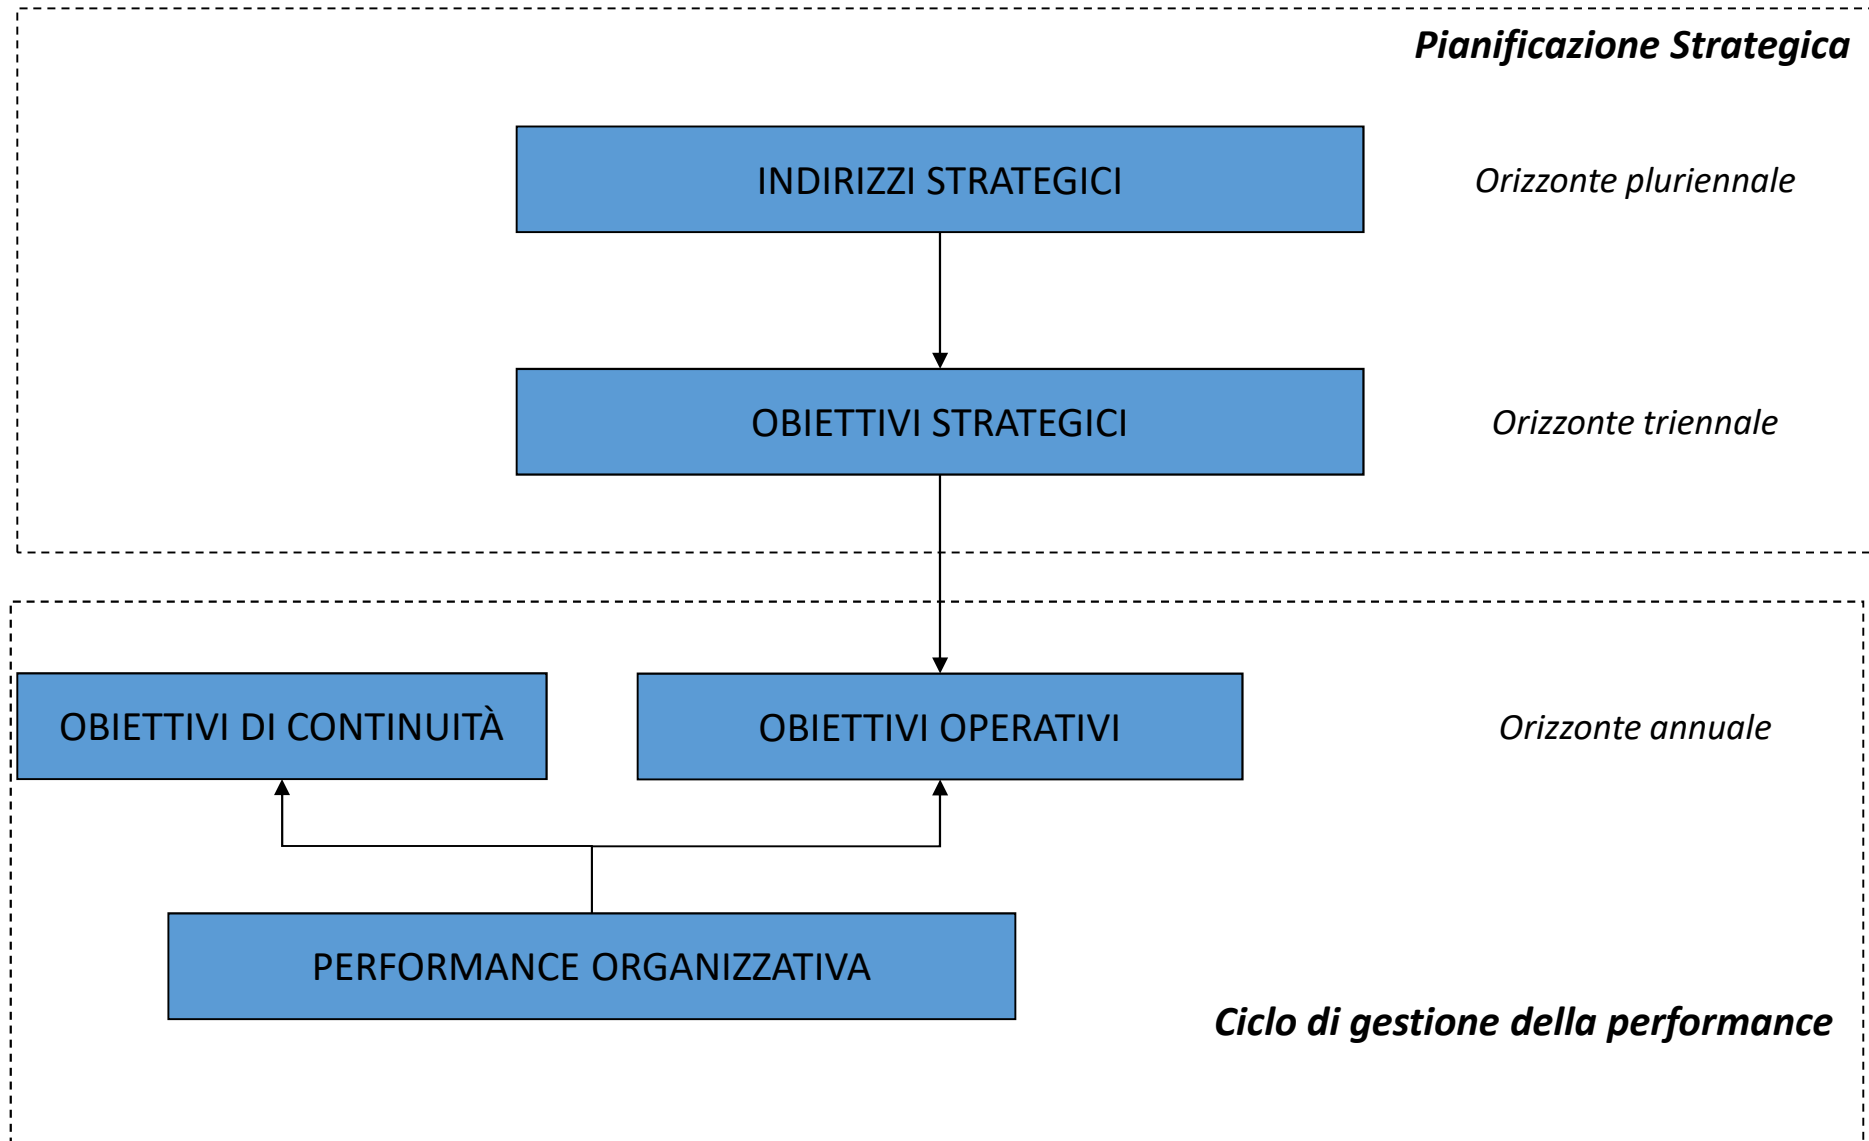 Pianificazione Strategica
INDIRIZZI STRATEGICI
Orizzonte pluriennale
OBIETTIVI STRATEGICI
Orizzonte triennale
OBIETTIVI DI CONTINUITÀ
OBIETTIVI OPERATIVI
Orizzonte annuale
PERFORMANCE ORGANIZZATIVA
Ciclo di gestione della performance